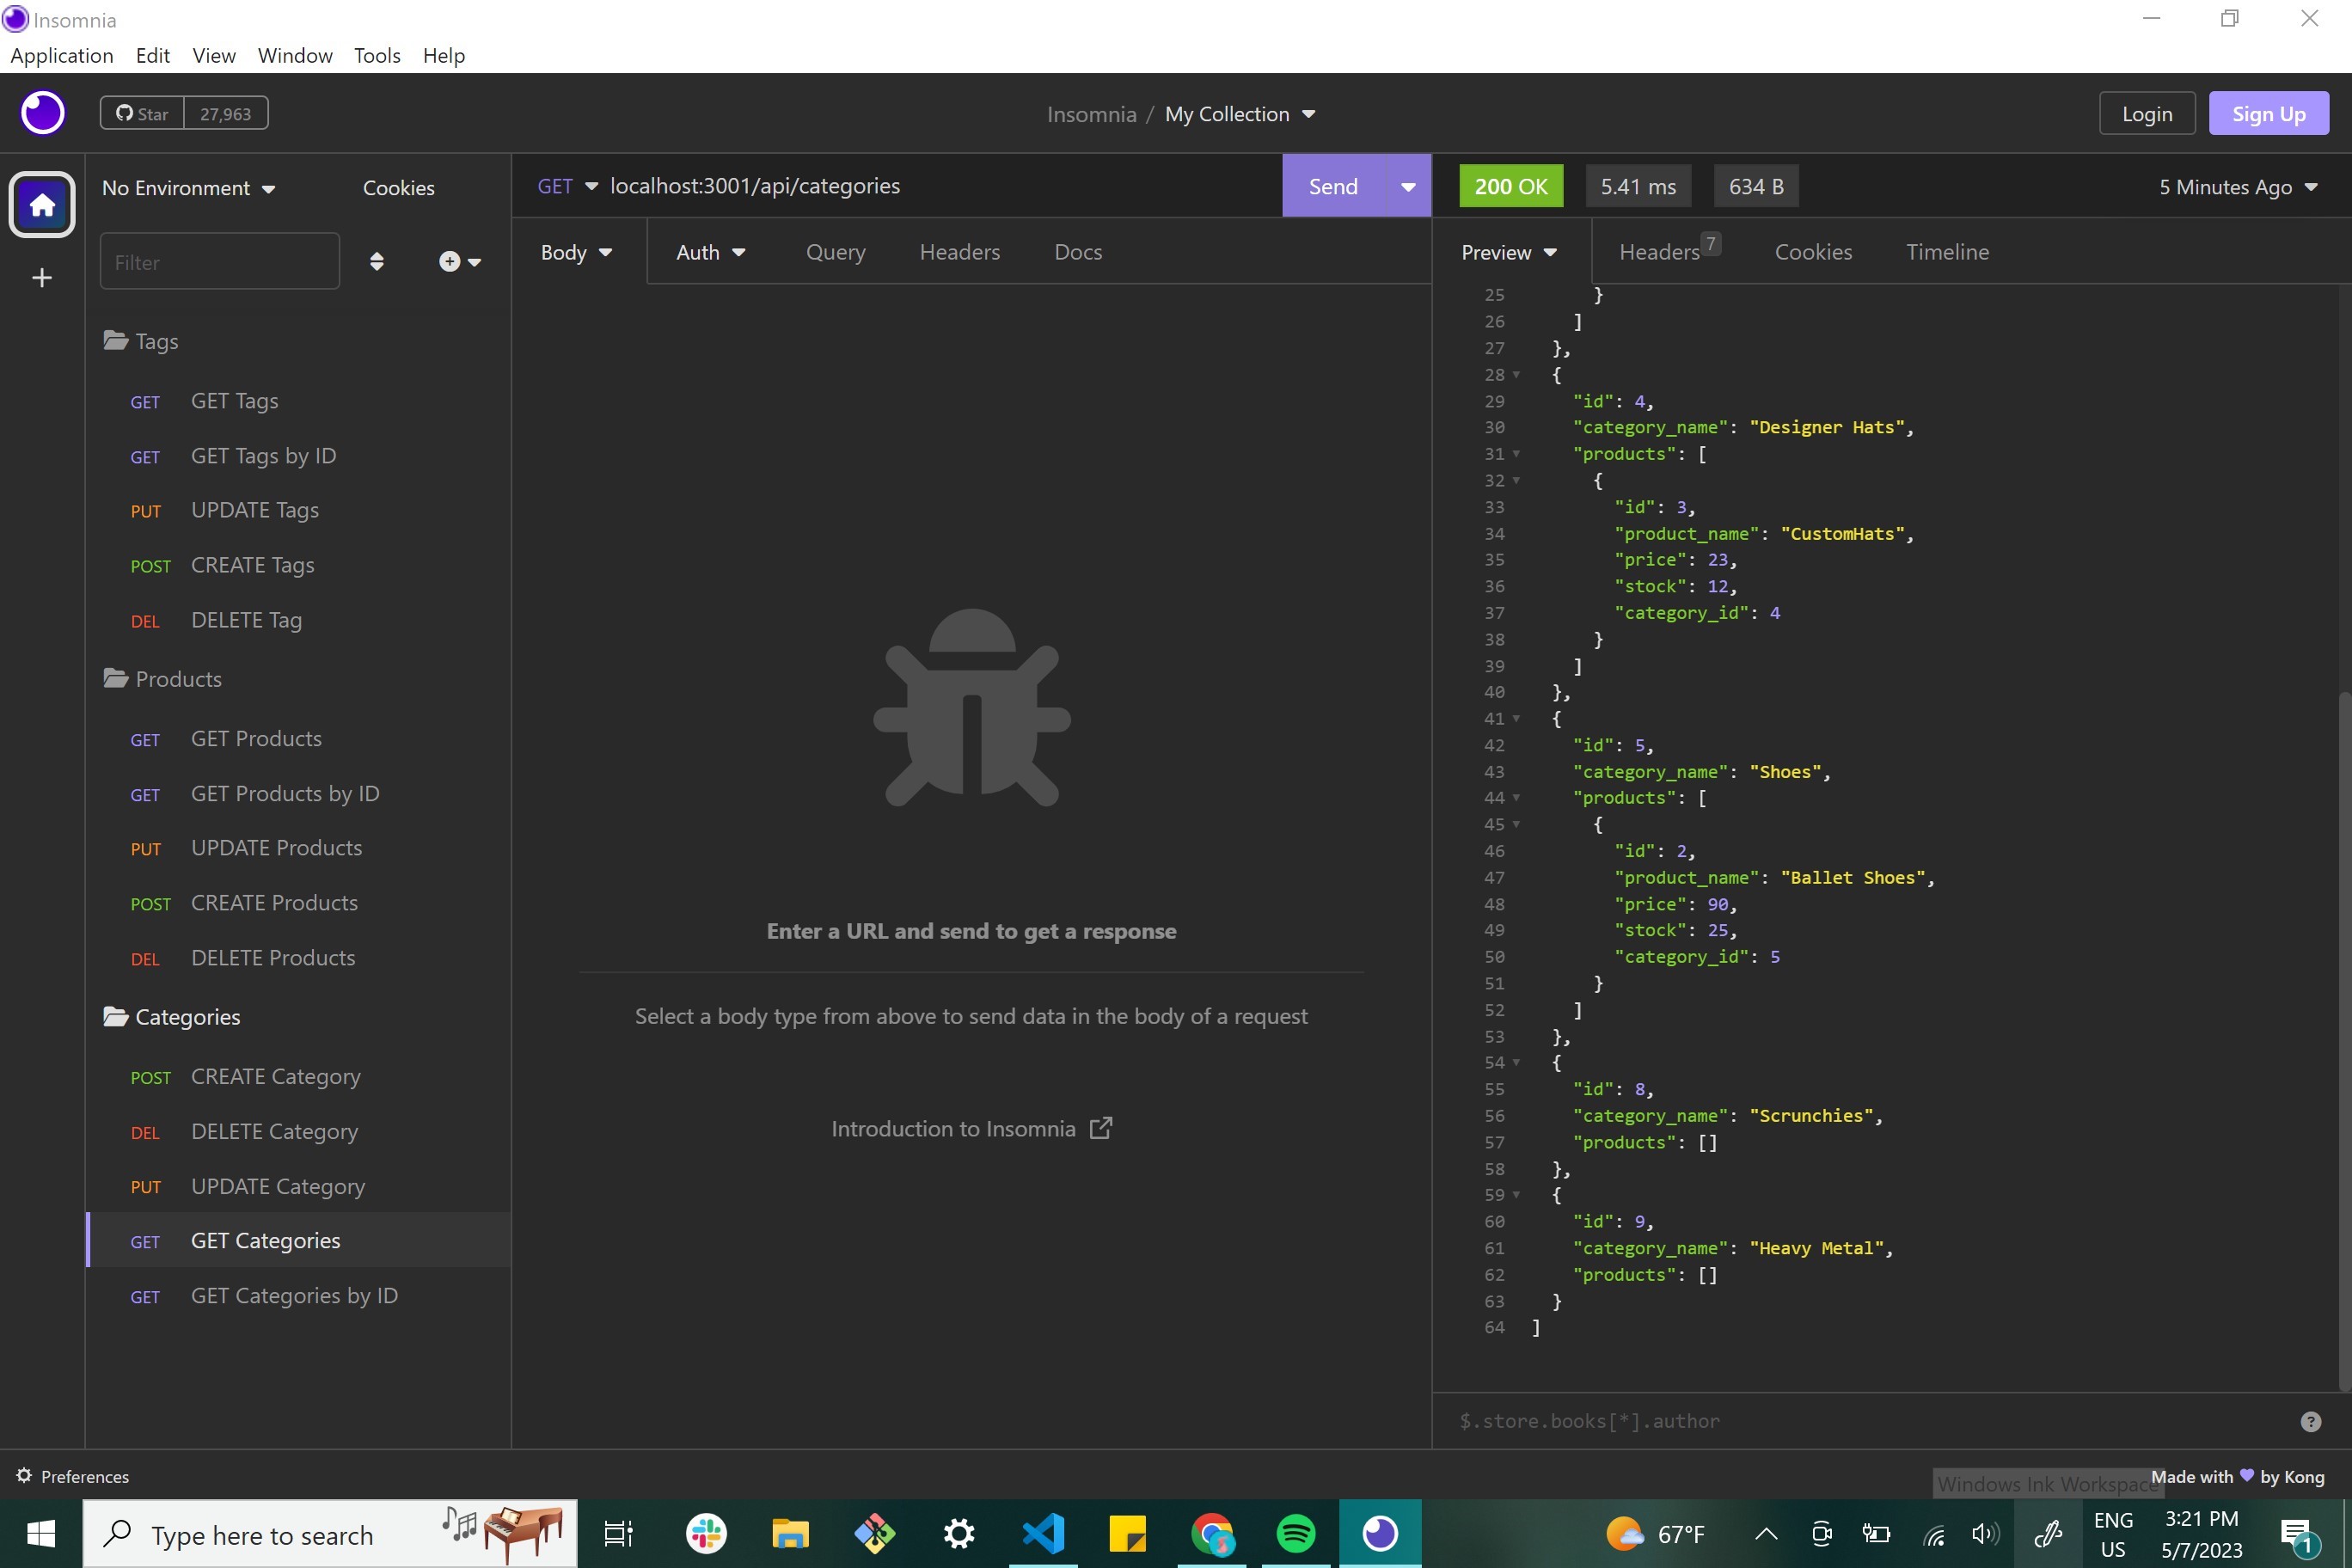 Insomnia
Application Edit View Window Tools Help
Star 27,963
Insomnia / My Collection
Login Sign Up
No Environment Cookies
Filter
Tags
GET GET Tags
GET GET Tags by ID
PUT UPDATE Tags
POST CREATE Tags
DEL DELETE Tag
Products
GET GET Products
GET GET Products by ID
PUT UPDATE Products
POST CREATE Products
DEL DELETE Products
Categories
POST CREATE Category
DEL DELETE Category
PUT UPDATE Category
GET GET Categories
GET GET Categories by ID
GET localhost:3001/api/categories Send
Body Auth Query Headers Docs
Enter a URL and send to get a response
Select a body type from above to send data in the body of a request
Introduction to Insomnia
200 OK 5.41 ms 634 B 5 Minutes Ago
Preview Headers 7 Cookies Timeline
25 }
26 ]
27 },
28 {
29 "id": 4,
30 "category_name": "Designer Hats",
31 "products": [
32 {
33 "id": 3,
34 "product_name": "CustomHats",
35 "price": 23,
36 "stock": 12,
37 "category_id": 4
38 }
39 ]
40 },
41 {
42 "id": 5,
43 "category_name": "Shoes",
44 "products": [
45 {
46 "id": 2,
47 "product_name": "Ballet Shoes",
48 "price": 90,
49 "stock": 25,
50 "category_id": 5
51 }
52 ]
53 },
54 {
55 "id": 8,
56 "category_name": "Scrunchies",
57 "products": []
58 },
59 {
60 "id": 9,
61 "category_name": "Heavy Metal",
62 "products": []
63 }
64 ]
$.store.books[*].author
Preferences
Windows Ink Workspace
Made with by Kong
Type here to search
67°F
ENG
US
3:21 PM
5/7/2023
1